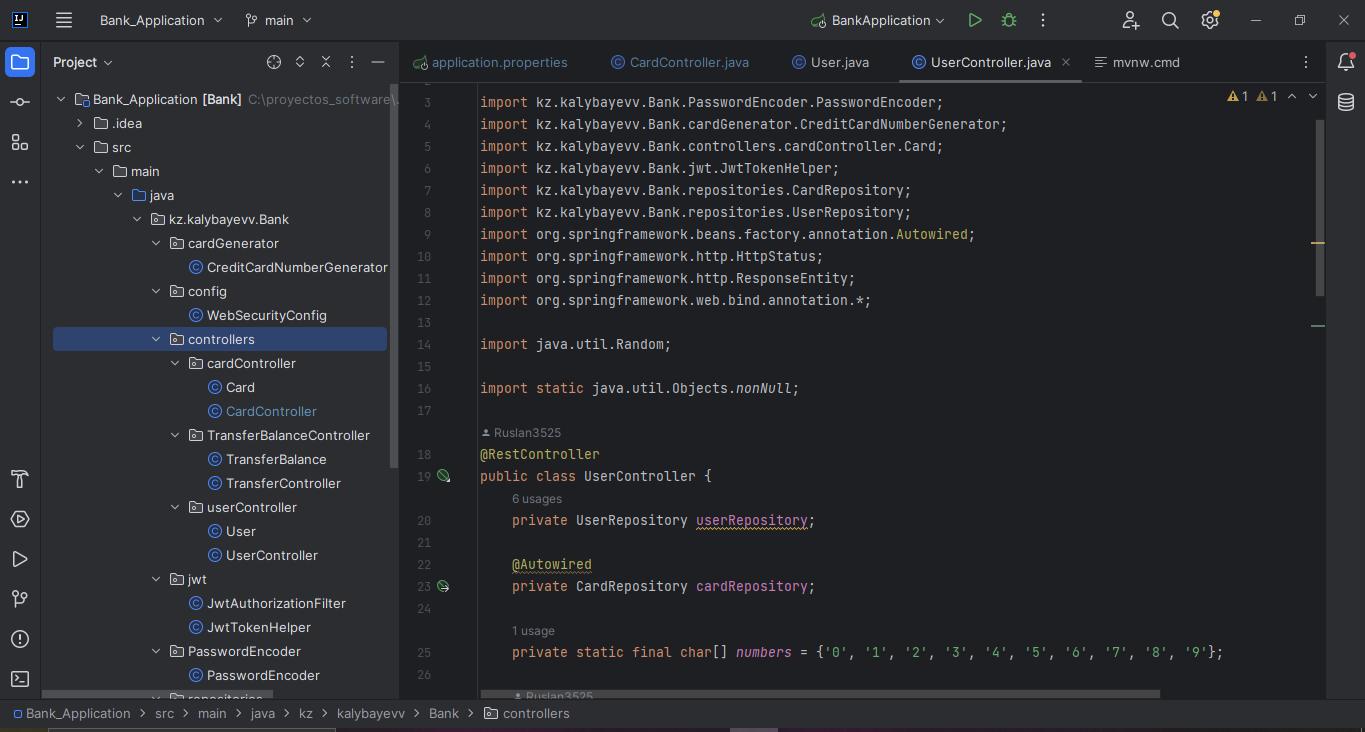 Bank_Application
main
BankApplication
Project
application.properties
CardController.java
User.java
UserController.java
mvnw.cmd
Bank_Application [Bank] C:\proyectos_software\
.idea
src
main
java
kz.kalybayevv.Bank
cardGenerator
CreditCardNumberGenerator
config
WebSecurityConfig
controllers
cardController
Card
CardController
TransferBalanceController
TransferBalance
TransferController
userController
User
UserController
jwt
JwtAuthorizationFilter
JwtTokenHelper
PasswordEncoder
PasswordEncoder
repositories
1 1
3 import kz.kalybayevv.Bank.PasswordEncoder.PasswordEncoder;
4 import kz.kalybayevv.Bank.cardGenerator.CreditCardNumberGenerator;
5 import kz.kalybayevv.Bank.controllers.cardController.Card;
6 import kz.kalybayevv.Bank.jwt.JwtTokenHelper;
7 import kz.kalybayevv.Bank.repositories.CardRepository;
8 import kz.kalybayevv.Bank.repositories.UserRepository;
9 import org.springframework.beans.factory.annotation.Autowired;
10 import org.springframework.http.HttpStatus;
11 import org.springframework.http.ResponseEntity;
12 import org.springframework.web.bind.annotation.*;
13
14 import java.util.Random;
15
16 import static java.util.Objects.nonNull;
17
Ruslan3525
18 @RestController
19 public class UserController {
6 usages
20 private UserRepository userRepository;
21
22 @Autowired
23 private CardRepository cardRepository;
24
1 usage
25 private static final char[] numbers = {'0', '1', '2', '3', '4', '5', '6', '7', '8', '9'};
26
Ruslan3525
Bank_Application > src > main > java > kz > kalybayevv > Bank > controllers